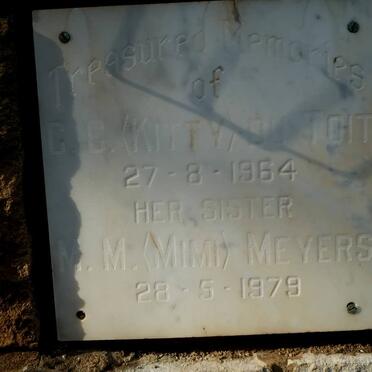 Treasured Memories
of
C. C. (Kitty) Du Toit
27-8-1964
Her Sister
M. M. (Mimi) Meyers
28-5-1979